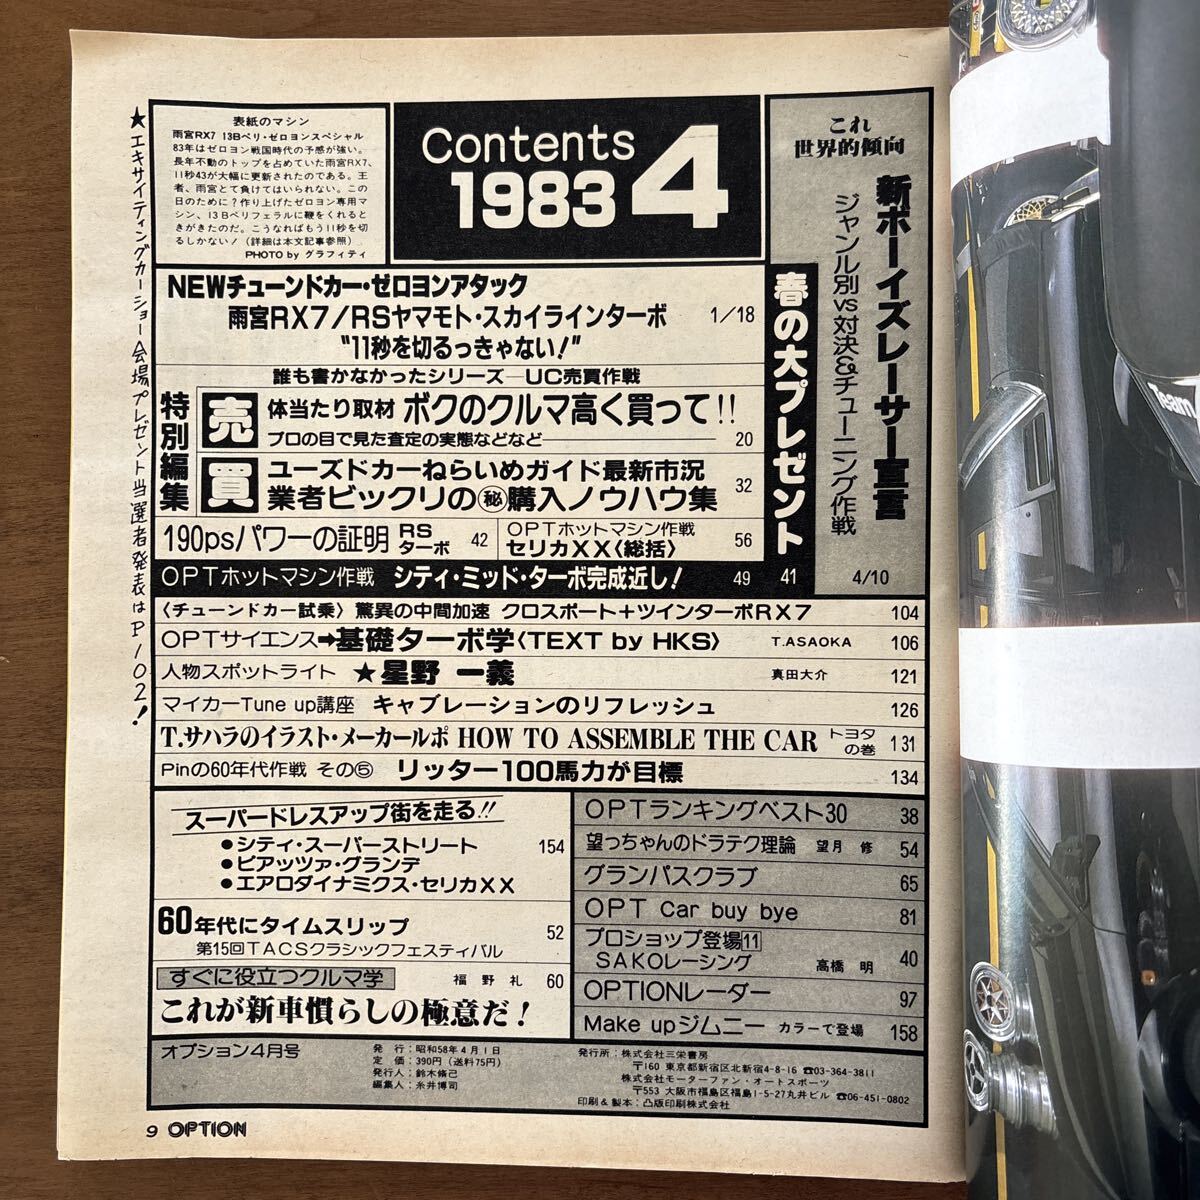 表紙のマシン
雨宮RX7 13Bペリ・ゼロヨンスペシャル
83年はゼロヨン戦国時代の予感が強い。
長年不動のトップを占めていた雨宮RX7、
11秒43が大幅に更新されたのである。王
者、雨宮とて負けてはいられない。この
日のために？作り上げたゼロヨン専用マ
シン、13Bペリフェラルに鞭をくれると
きがきたのだ。こうなればもう11秒を切
るしかない！（詳細は本文記事参照）
PHOTO by グラフィティ
Contents
1983 4
これ
世界的傾向
新ボーイズレーサー宣言
ジャンル別vs対決&チューニング作戦
4/10
春の大プレゼント
41
★エキサイティングカーショー会場プレゼント当選者発表はP102！
NEWチューンドカー・ゼロヨンアタック
雨宮RX7/RSヤマモト・スカイラインターボ 1/18
"11秒を切るっきゃない！"
特別編集
誰も書かなかったシリーズ—UC売買作戦
売 体当たり取材 ボクのクルマ高く買って!!
プロの目で見た査定の実態などなど 20
買 ユーズドカーねらいめガイド最新市況
業者ビックリの㊙購入ノウハウ集 32
190psパワーの証明 RSターボ 42
OPTホットマシン作戦
セリカXX〈総括〉 56
OPTホットマシン作戦 シティ・ミッド・ターボ完成近し！ 49
〈チューンドカー試乗〉驚異の中間加速 クロスポート+ツインターボRX7 104
OPTサイエンス➡基礎ターボ学〈TEXT by HKS〉 T.ASAOKA 106
人物スポットライト ★星野 一義 真田大介 121
マイカーTune up講座 キャブレーションのリフレッシュ 126
T.サハラのイラスト・メーカールポ HOW TO ASSEMBLE THE CAR トヨタの巻 131
Pinの60年代作戦 その⑤ リッター100馬力が目標 134
スーパードレスアップ街を走る!!
●シティ・スーパーストリート 154
●ピアッツァ・グランデ
●エアロダイナミクス・セリカXX
60年代にタイムスリップ
第15回TACSクラシックフェスティバル 52
すぐに役立つクルマ学 福野 礼 60
これが新車慣らしの極意だ！
OPTランキングベスト30 38
望っちゃんのドラテク理論 望月 修 54
グランパスクラブ 65
OPT Car buy bye 81
プロショップ登場11
SAKOレーシング 高橋 明 40
OPTIONレーダー 97
Make upジムニー カラーで登場 158
オプション4月号
発 行：昭和58年4月1日
定 価：390円（送料75円）
発行人：鈴木脩己
編集人：糸井博司
発行所：株式会社三栄書房
〒160 東京都新宿区北新宿4-8-16 ☎03-364-3811
株式会社モーターファン・オートスポーツ
〒553 大阪市福島区福島1-5-27丸井ビル ☎06-451-0802
印刷＆製本：凸版印刷株式会社
9 OPTION
Team